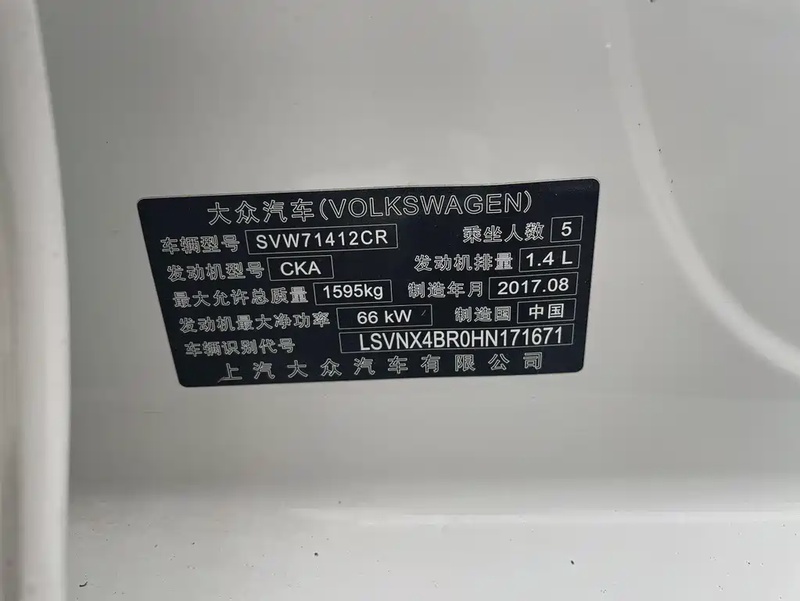 大众汽车(VOLKSWAGEN)
车辆型号 SVW71412CR 乘坐人数 5
发动机型号 CKA 发动机排量 1.4 L
最大允许总质量 1595kg 制造年月 2017.08
发动机最大净功率 66 kW 制造国 中国
车辆识别代号 LSVNX4BR0HN171671
上汽大众汽车有限公司